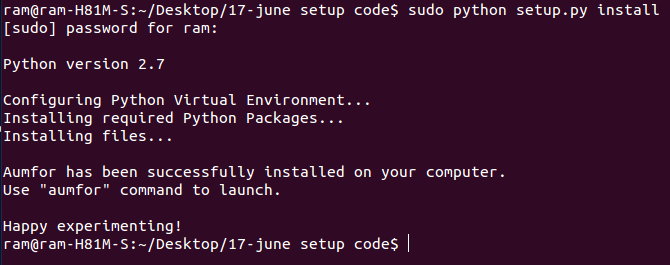 ram@ram-H81M-S:~/Desktop/17-june setup code$ sudo python setup.py install
[sudo] password for ram:
Python version 2.7
Configuring Python Virtual Environment...
Installing required Python Packages...
Installing files...
Aumfor has been successfully installed on your computer.
Use "aumfor" command to launch.
Happy experimenting!
ram@ram-H81M-S:~/Desktop/17-june setup code$